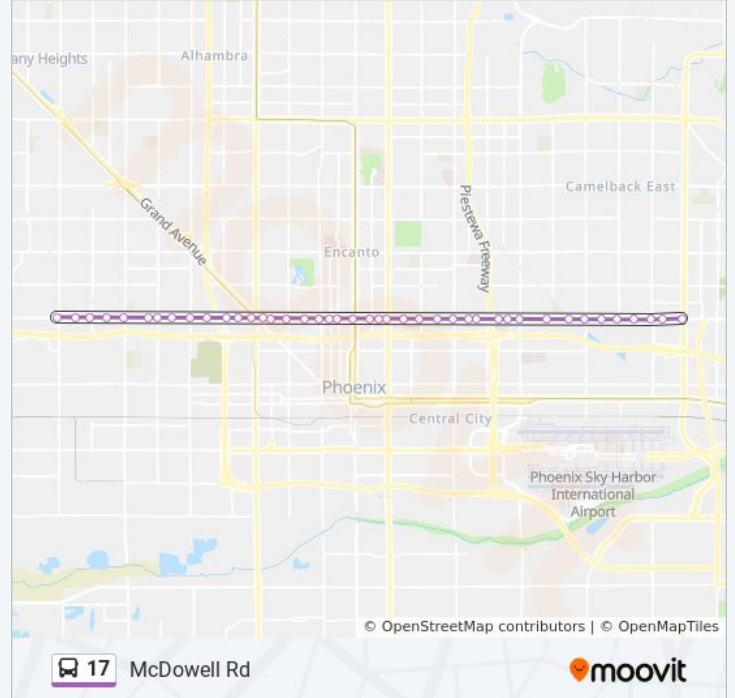 any Heights
Alhambra
Camelback East
Grand Avenue
Piestewa Freeway
Encanto
Phoenix
Central City
Phoenix Sky Harbor
International
Airport
© OpenStreetMap contributors | © OpenMapTiles
17 McDowell Rd
moovit